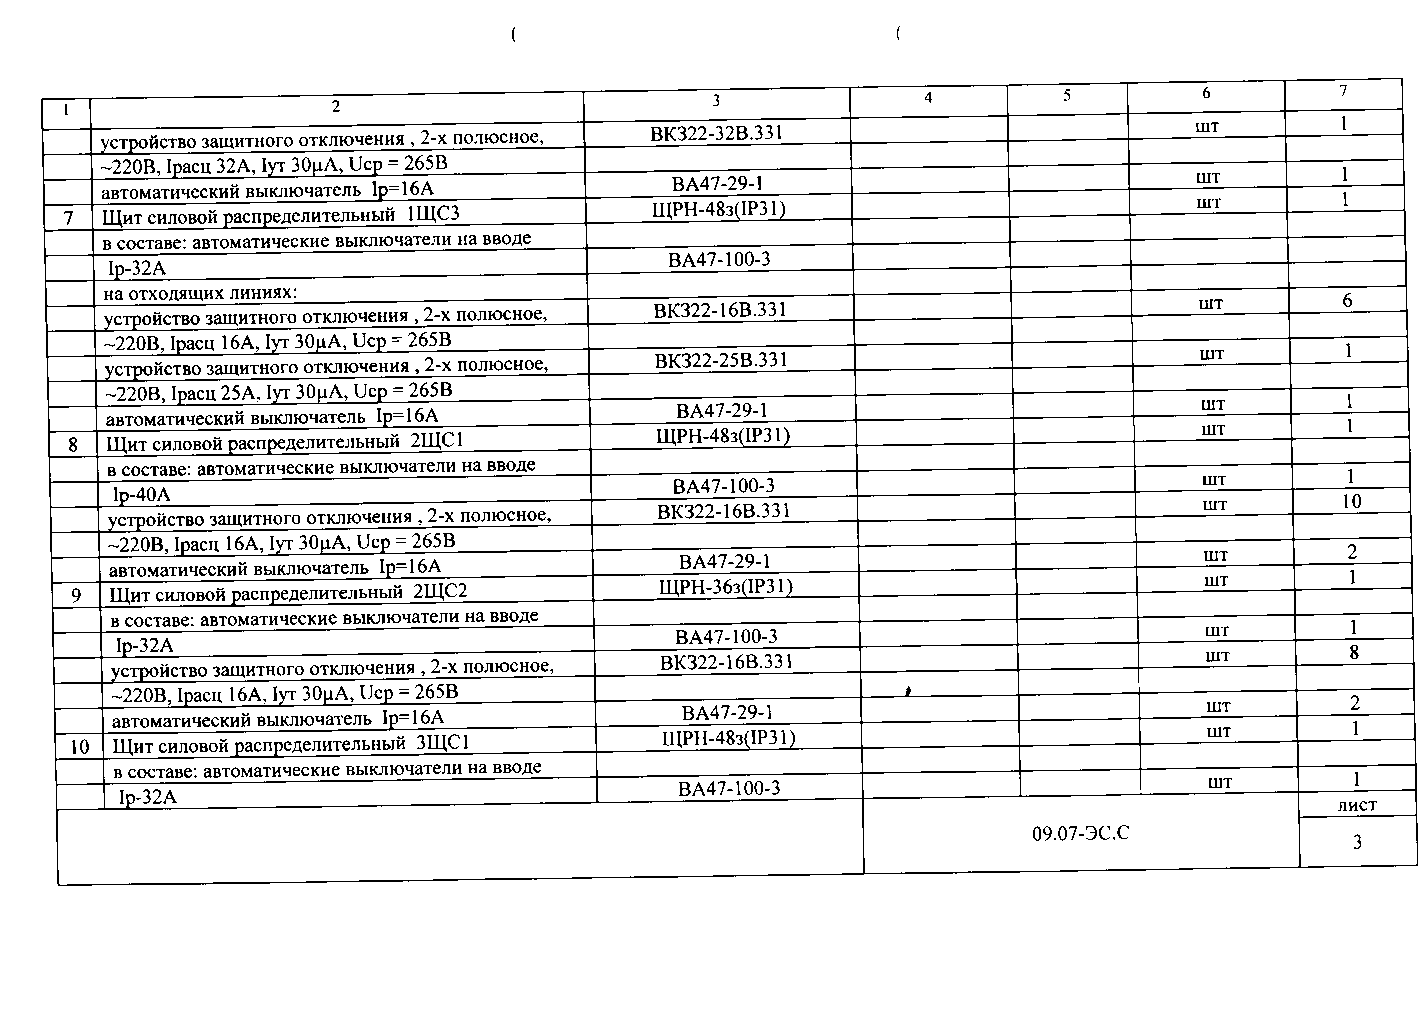 1 2 3 4 5 6 7
устройство защитного отключения , 2-х полюсное, ВК322-32В.331 шт 1
~220В, Iрасц 32А, Iут 30µА, Uср = 265В
автоматический выключатель Iр=16А ВА47-29-1 шт 1
7 Щит силовой распределительный 1ЩС3 ЩРН-48з(IP31) шт 1
в составе: автоматические выключатели на вводе
Iр-32А ВА47-100-3
на отходящих линиях:
устройство защитного отключения , 2-х полюсное, ВК322-16В.331 шт 6
~220В, Iрасц 16А, Iут 30µА, Uср = 265В
устройство защитного отключения , 2-х полюсное, ВК322-25В.331 шт 1
~220В, Iрасц 25А, Iут 30µА, Uср = 265В
автоматический выключатель Iр=16А ВА47-29-1 шт 1
8 Щит силовой распределительный 2ЩС1 ЩРН-48з(IP31) шт 1
в составе: автоматические выключатели на вводе
Iр-40А ВА47-100-3 шт 1
устройство защитного отключения , 2-х полюсное, ВК322-16В.331 шт 10
~220В, Iрасц 16А, Iут 30µА, Uср = 265В
автоматический выключатель Iр=16А ВА47-29-1 шт 2
9 Щит силовой распределительный 2ЩС2 ЩРН-36з(IP31) шт 1
в составе: автоматические выключатели на вводе
Iр-32А ВА47-100-3 шт 1
устройство защитного отключения , 2-х полюсное, ВК322-16В.331 шт 8
~220В, Iрасц 16А, Iут 30µА, Uср = 265В
автоматический выключатель Iр=16А ВА47-29-1 шт 2
10 Щит силовой распределительный 3ЩС1 ЩРН-48з(IP31) шт 1
в составе: автоматические выключатели на вводе
Iр-32А ВА47-100-3 шт 1
лист
09.07-ЭС.С
3